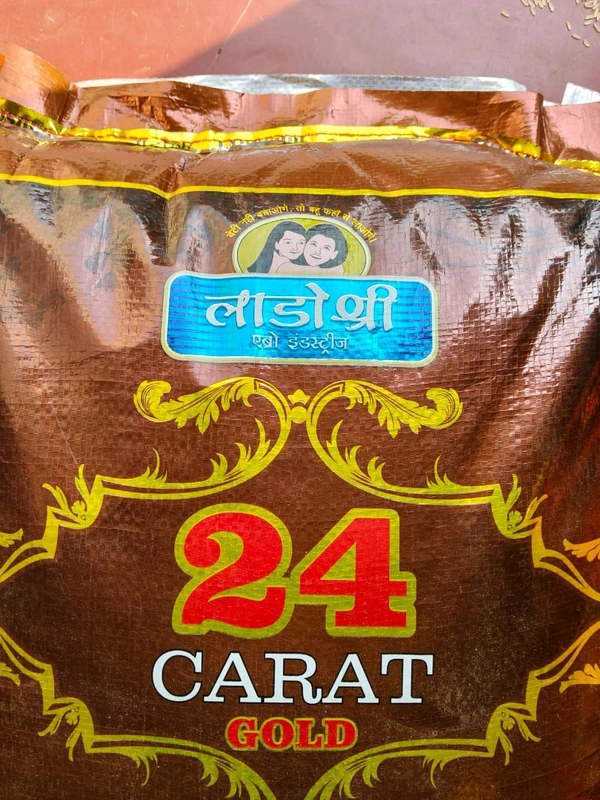 बेटी नहीं बचाओगे, तो बहु कहाँ से लाओगे।
लाडोश्री
एग्रो इंडस्ट्रीज
24
CARAT
GOLD